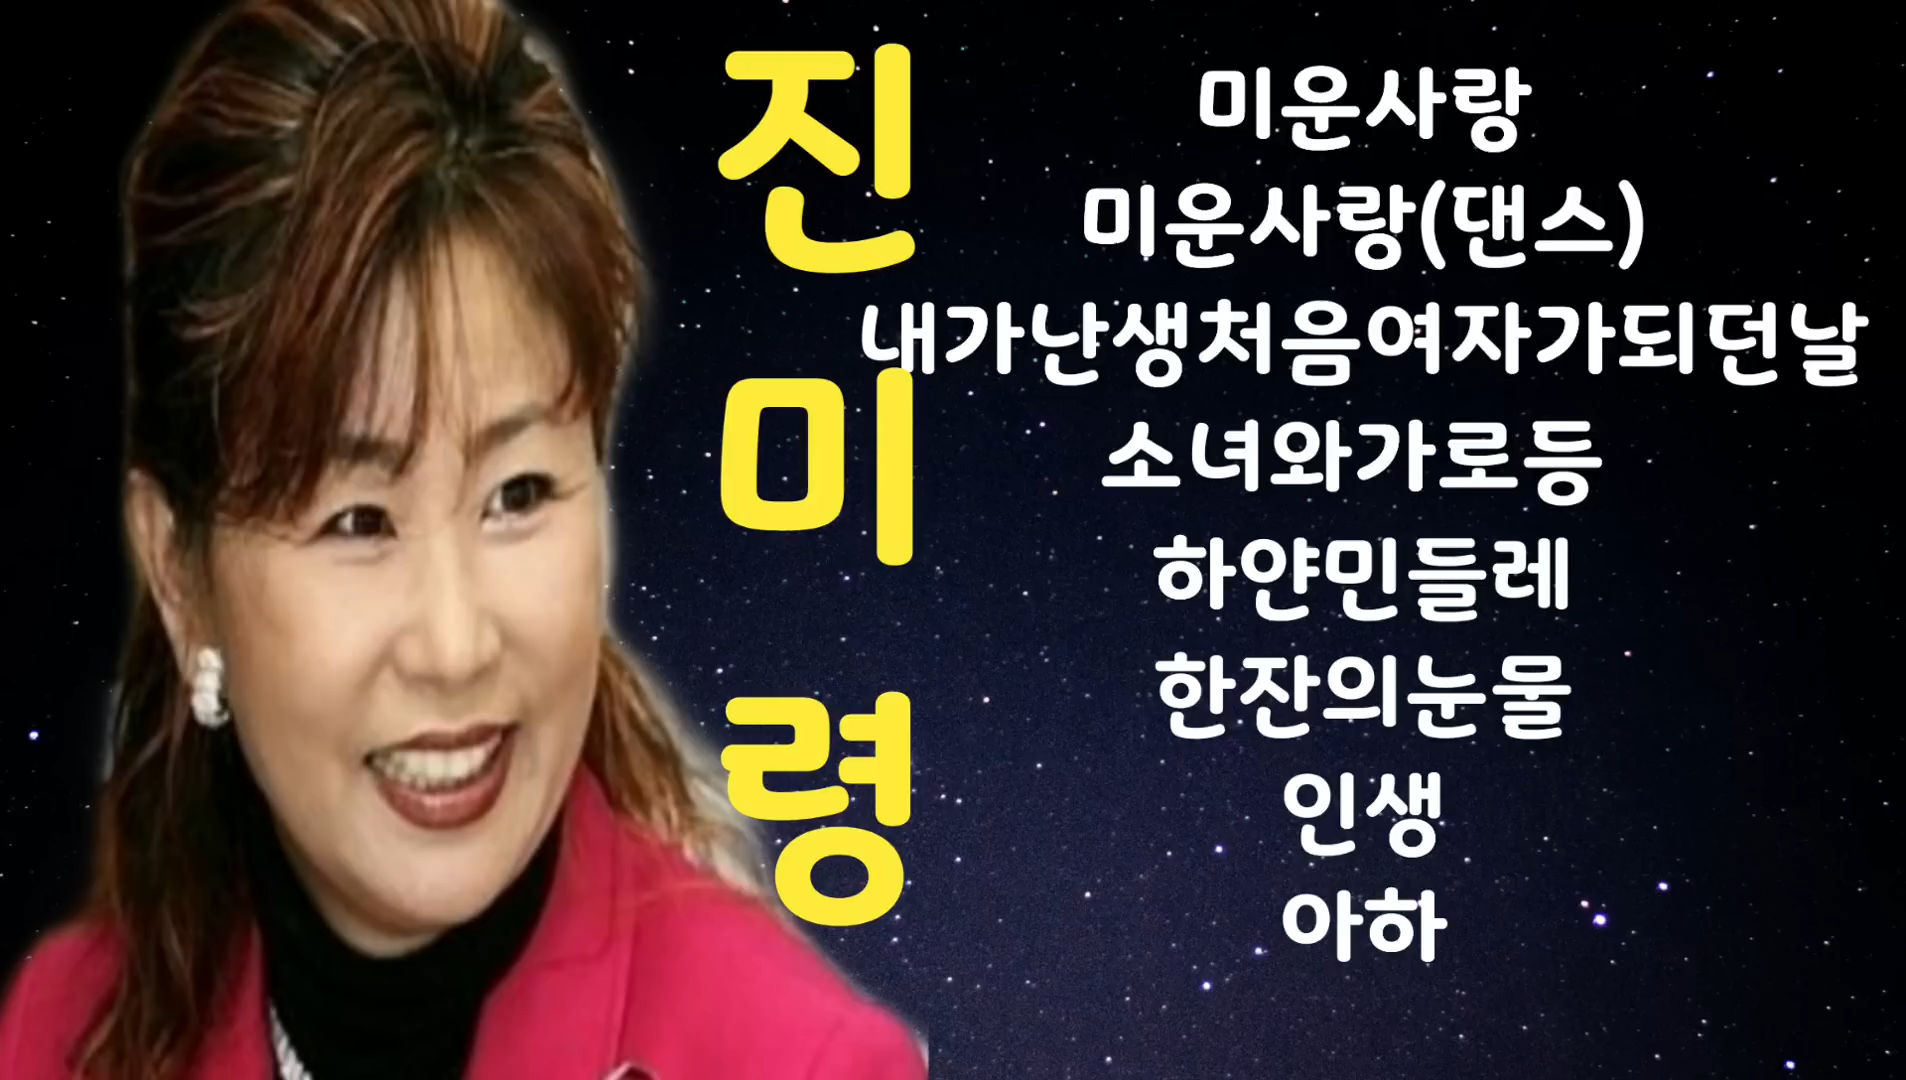 진미령
미운사랑
미운사랑(댄스)
내가난생처음여자가되던날
소녀와가로등
하얀민들레
한잔의눈물
인생
아하